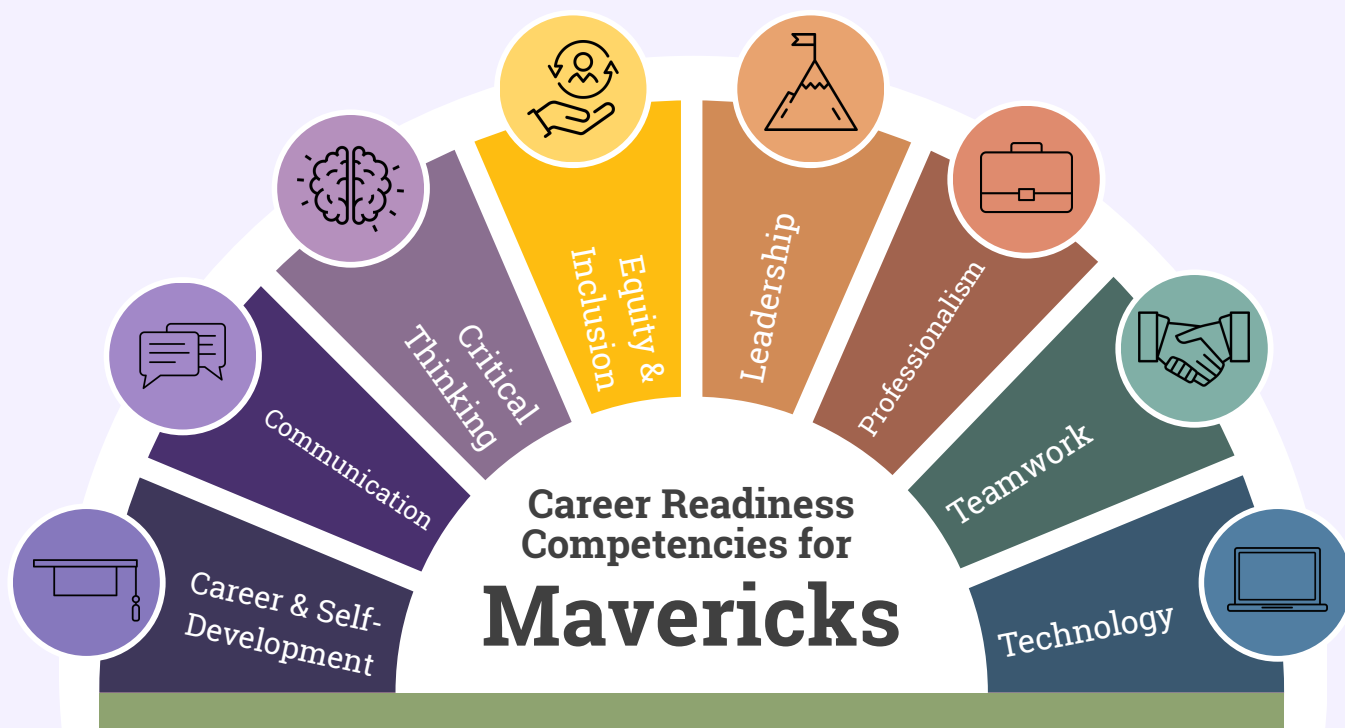 Career & Self-
Development
Communication
Critical
Thinking
Equity &
Inclusion
Leadership
Professionalism
Teamwork
Technology
Career Readiness
Competencies for
Mavericks